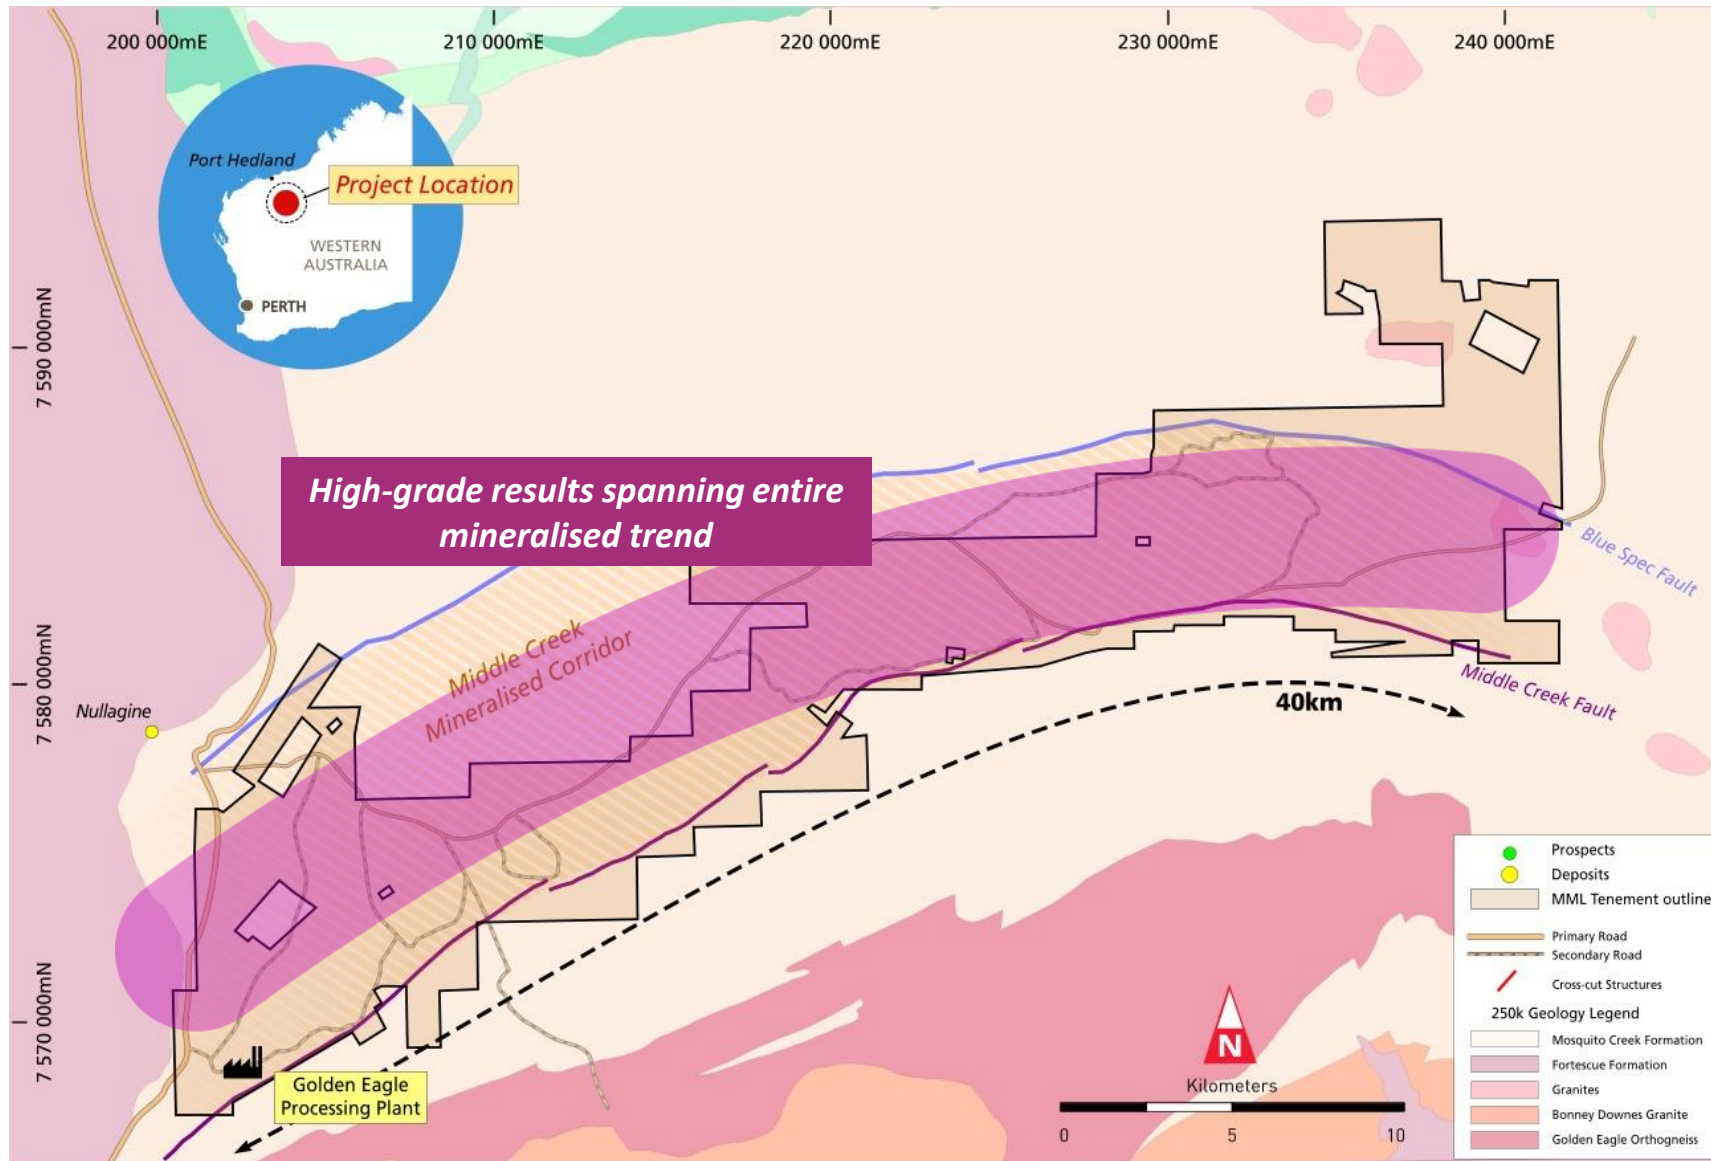 200 000mE
210 000mE
220 000mE
230 000mE
240 000mE
Port Hedland
Project Location
WESTERN
AUSTRALIA
PERTH
7 590 000mN
High-grade results spanning entire
mineralised trend
Blue Spec Fault
Middle Creek
Mineralised Corridor
7 580 000mN
Nullagine
Middle Creek Fault
40km
Prospects
Deposits
MML Tenement outline
Primary Road
Secondary Road
Cross-cut Structures
250k Geology Legend
Mosquito Creek Formation
Fortescue Formation
Granites
Bonney Downes Granite
Golden Eagle Orthogneiss
7 570 000mN
N
Golden Eagle
Processing Plant
Kilometers
0
5
10